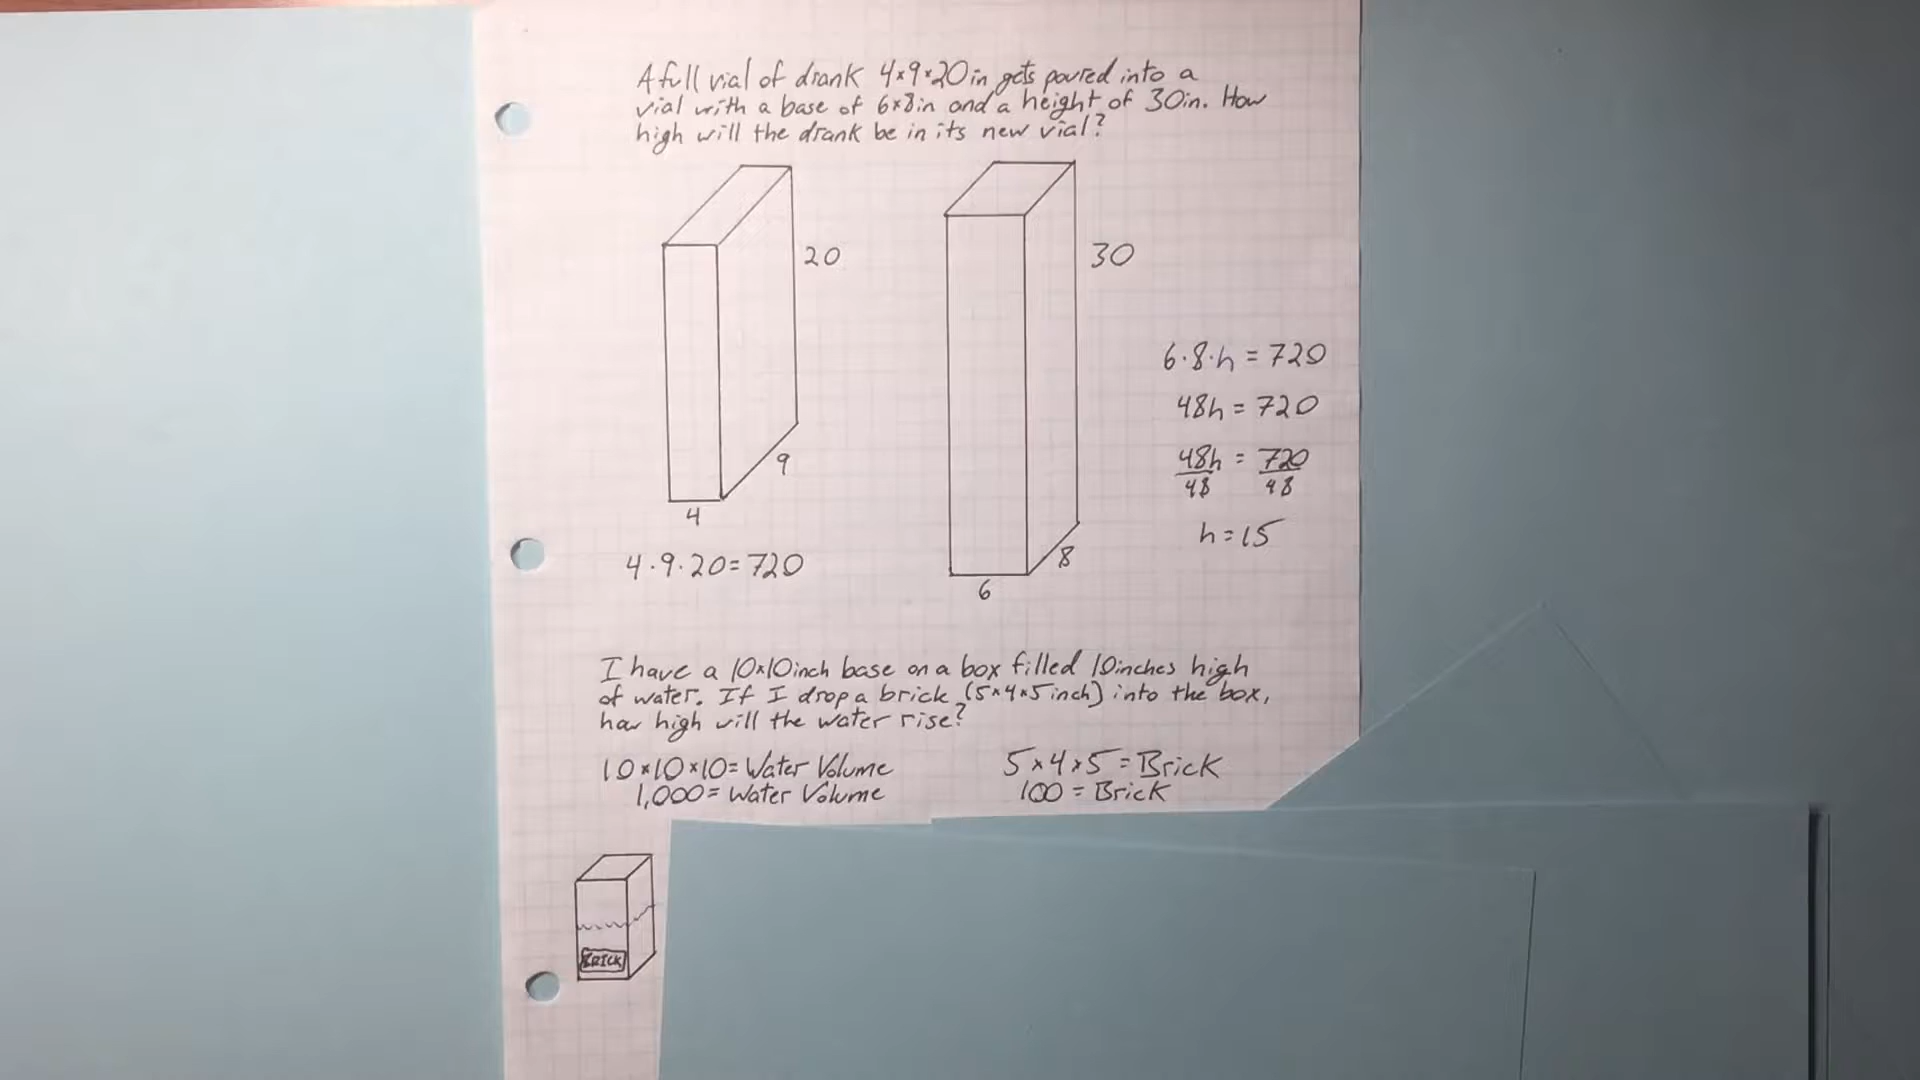 A full vial of drank 4×9×20in gets poured into a
vial with a base of 6×8in and a height of 30in. How
high will the drank be in its new vial?
20
30
6·8·h = 720
48h = 720
48h = 720
48 48
h = 15
9
4
4·9·20 = 720
8
6
I have a 10×10inch base on a box filled 10inches high
of water. If I drop a brick (5×4×5inch) into the box,
how high will the water rise?
10×10×10 = Water Volume
1,000 = Water Volume
5×4×5 = Brick
100 = Brick
BRICK